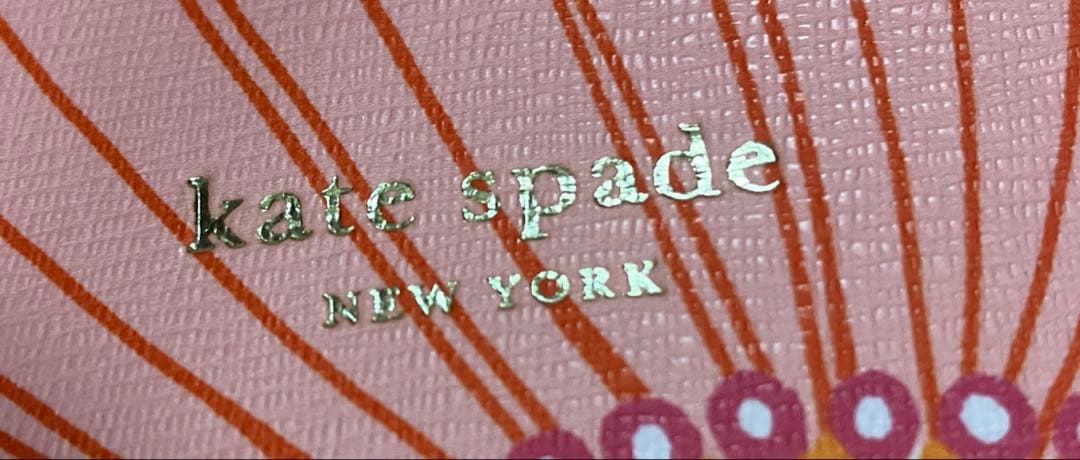 kate spade
NEW YORK